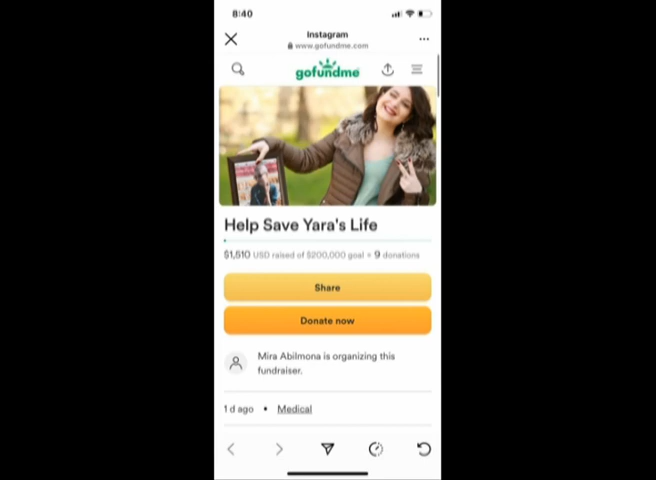 8:40
Instagram
www.gofundme.com
gofundme
Help Save Yara's Life
$1,510 USD raised of $200,000 goal • 9 donations
Share
Donate now
Mira Abilmona is organizing this
fundraiser.
1 d ago • Medical